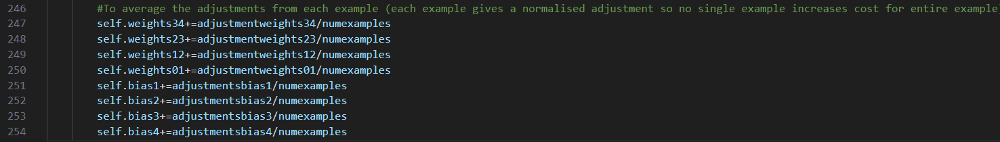 246 #To average the adjustments from each example (each example gives a normalised adjustment so no single example increases cost for entire example
247 self.weights34+=adjustmentweights34/numexamples
248 self.weights23+=adjustmentweights23/numexamples
249 self.weights12+=adjustmentweights12/numexamples
250 self.weights01+=adjustmentweights01/numexamples
251 self.bias1+=adjustmentsbias1/numexamples
252 self.bias2+=adjustmentsbias2/numexamples
253 self.bias3+=adjustmentsbias3/numexamples
254 self.bias4+=adjustmentsbias4/numexamples